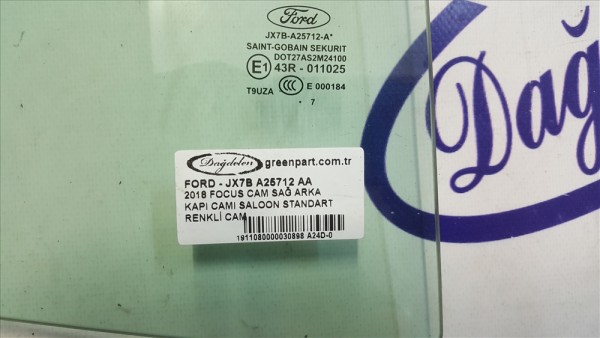 Ford
JX7B-A25712-A*
SAINT-GOBAIN SEKURIT
DOT27AS2M24100
E1 43R - 011025
T9UZA CCC E 000184
. 7
Dağdelen greenpart.com.tr
FORD - JX7B A25712 AA
2018 FOCUS CAM SAĞ ARKA
KAPI CAMI SALOON STANDART
RENKLİ CAM
1911080000030898 A24D-0
Dağ